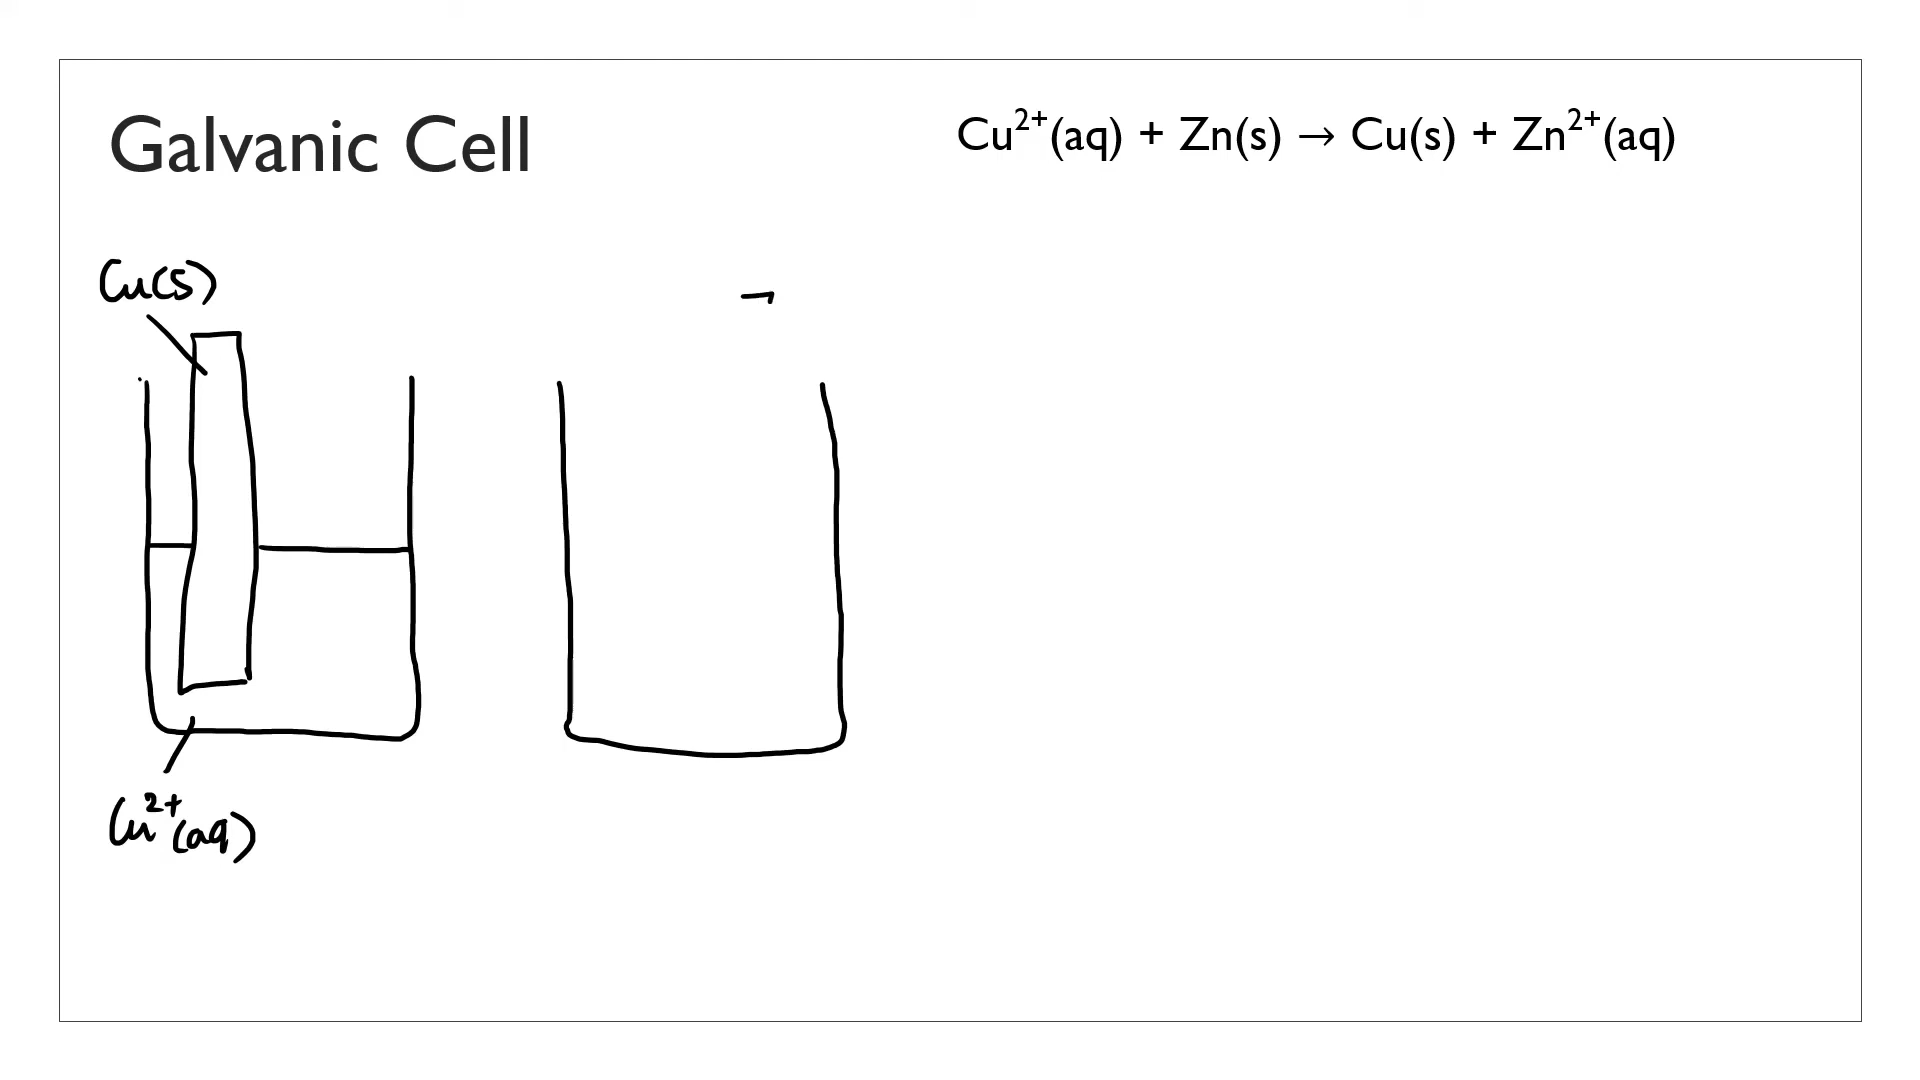 Galvanic Cell
Cu²⁺(aq) + Zn(s) → Cu(s) + Zn²⁺(aq)
Cu(s)
Cu²⁺(aq)